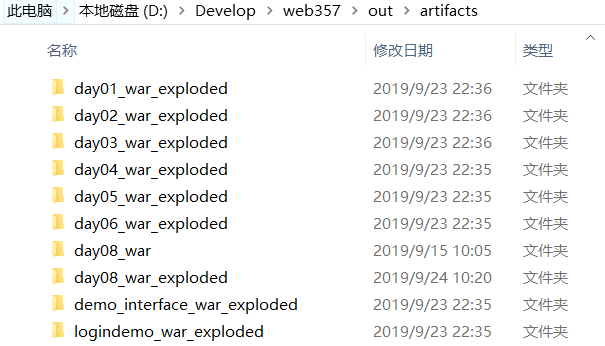 此电脑 > 本地磁盘 (D:) > Develop > web357 > out > artifacts
名称 修改日期 类型
day01_war_exploded 2019/9/23 22:36 文件夹
day02_war_exploded 2019/9/23 22:36 文件夹
day03_war_exploded 2019/9/23 22:36 文件夹
day04_war_exploded 2019/9/23 22:35 文件夹
day05_war_exploded 2019/9/23 22:35 文件夹
day06_war_exploded 2019/9/23 22:35 文件夹
day08_war 2019/9/15 10:05 文件夹
day08_war_exploded 2019/9/24 10:20 文件夹
demo_interface_war_exploded 2019/9/23 22:35 文件夹
logindemo_war_exploded 2019/9/23 22:35 文件夹